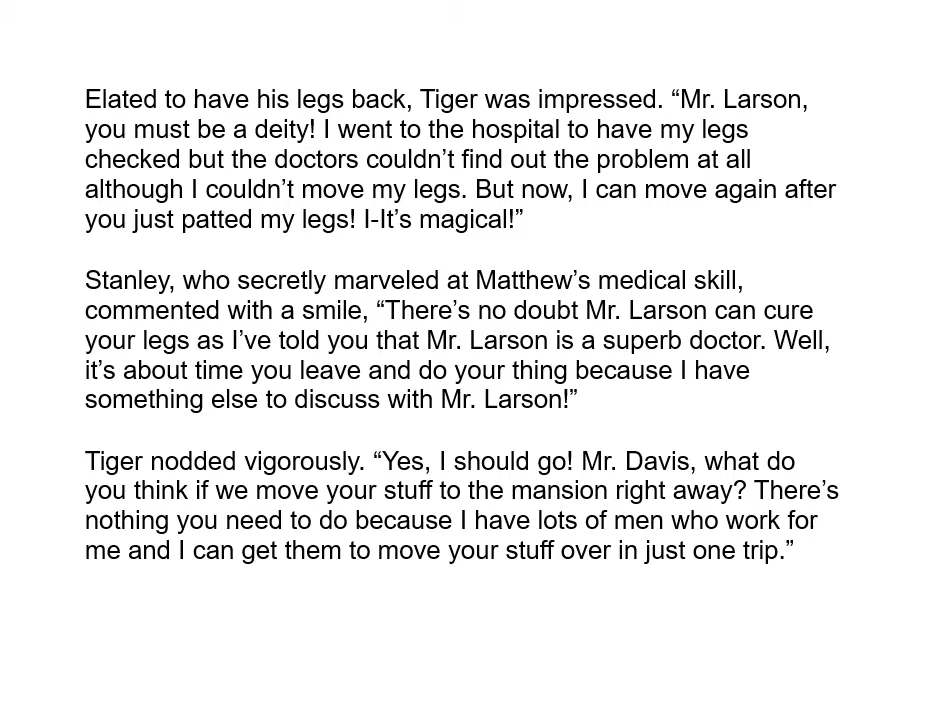 Elated to have his legs back, Tiger was impressed. “Mr. Larson,
you must be a deity! I went to the hospital to have my legs
checked but the doctors couldn’t find out the problem at all
although I couldn’t move my legs. But now, I can move again after
you just patted my legs! I-It’s magical!”
Stanley, who secretly marveled at Matthew’s medical skill,
commented with a smile, “There’s no doubt Mr. Larson can cure
your legs as I’ve told you that Mr. Larson is a superb doctor. Well,
it’s about time you leave and do your thing because I have
something else to discuss with Mr. Larson!”
Tiger nodded vigorously. “Yes, I should go! Mr. Davis, what do
you think if we move your stuff to the mansion right away? There’s
nothing you need to do because I have lots of men who work for
me and I can get them to move your stuff over in just one trip.”